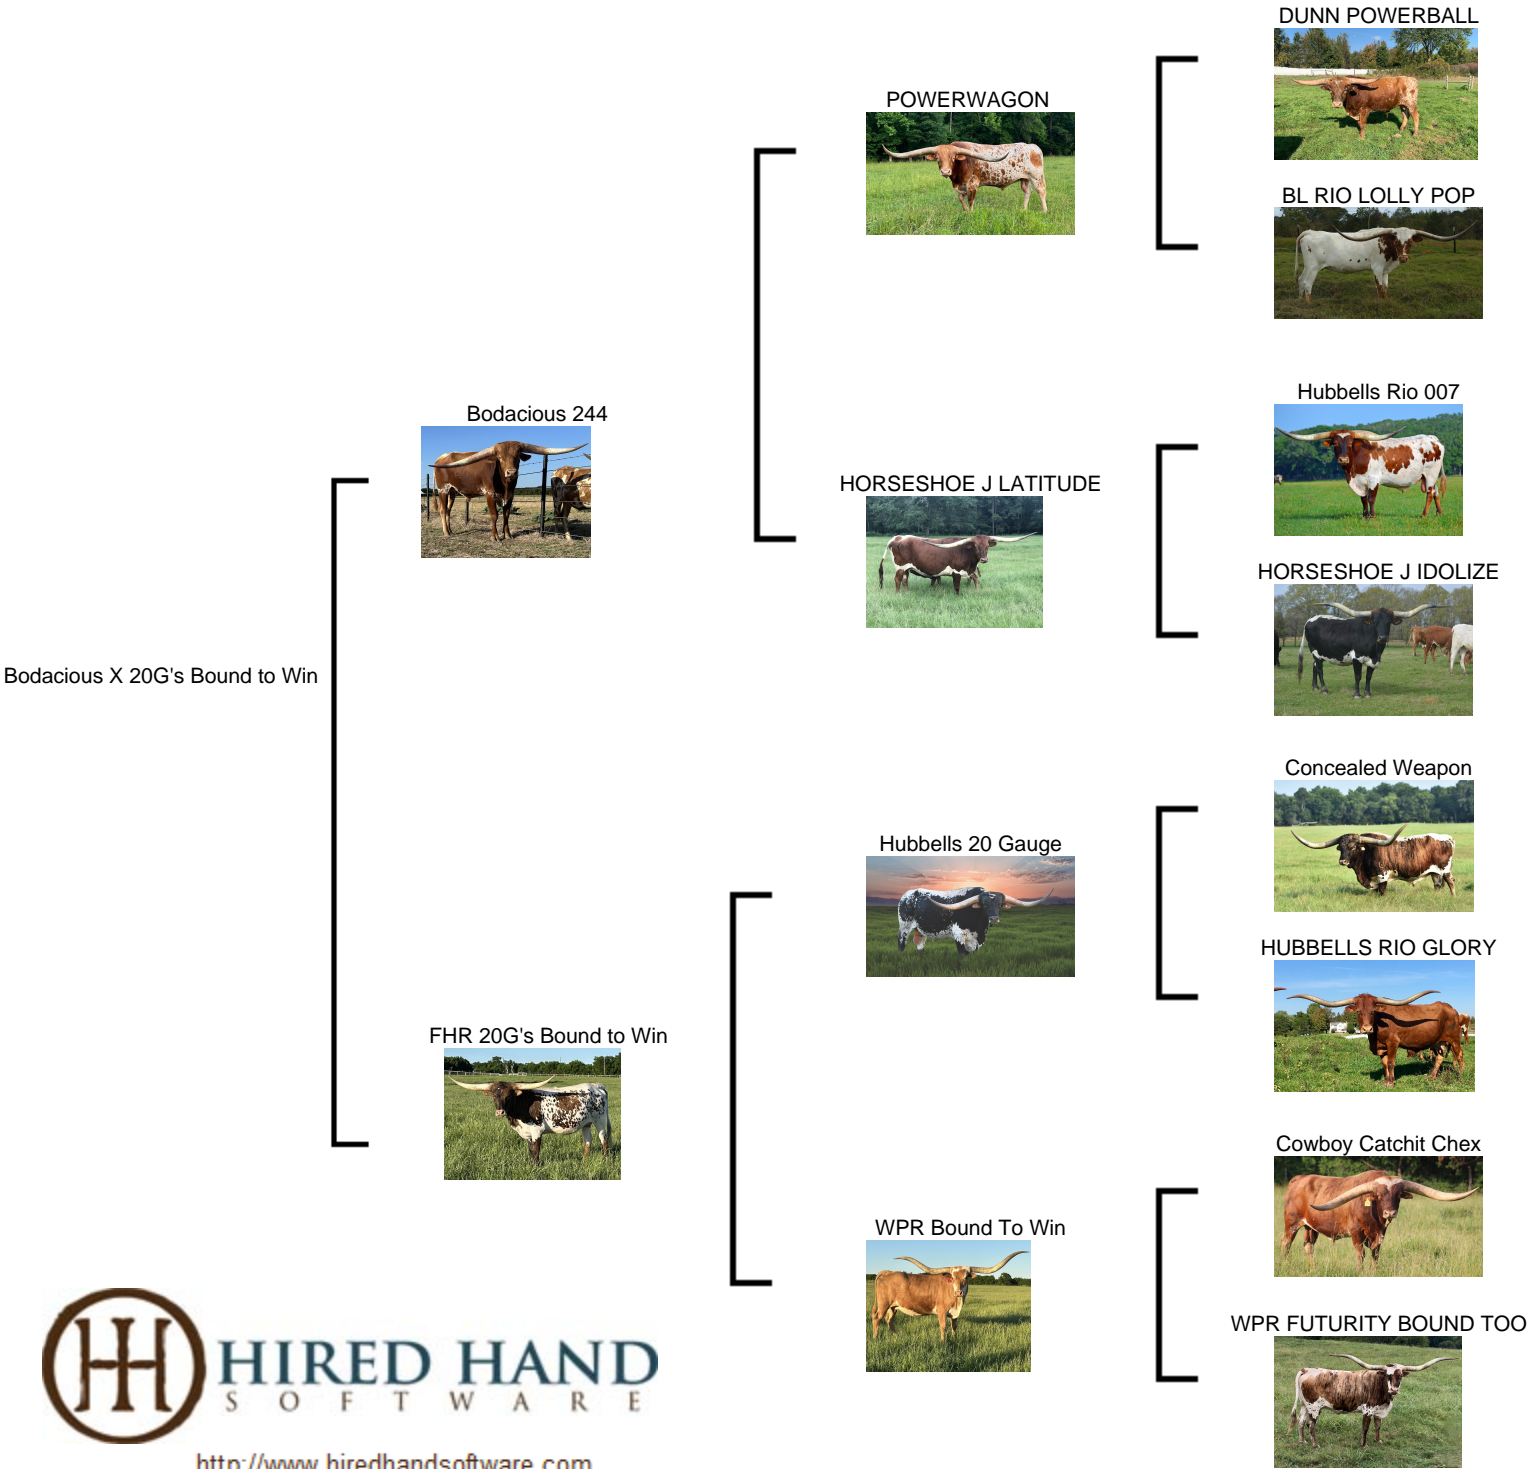 DUNN POWERBALL
POWERWAGON
BL RIO LOLLY POP
Hubbells Rio 007
Bodacious 244
HORSESHOE J LATITUDE
HORSESHOE J IDOLIZE
Bodacious X 20G's Bound to Win
Concealed Weapon
Hubbells 20 Gauge
HUBBELLS RIO GLORY
FHR 20G's Bound to Win
Cowboy Catchit Chex
WPR Bound To Win
WPR FUTURITY BOUND TOO
HIRED HAND
SOFTWARE
http://www.hiredhandsoftware.com